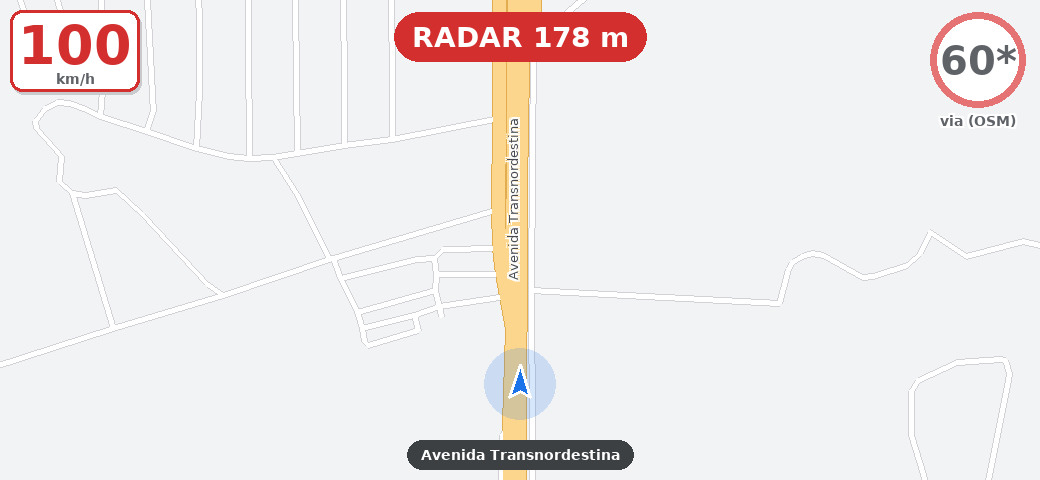 100
km/h
RADAR 178 m
60*
via (OSM)
Avenida Transnordestina
Avenida Transnordestina